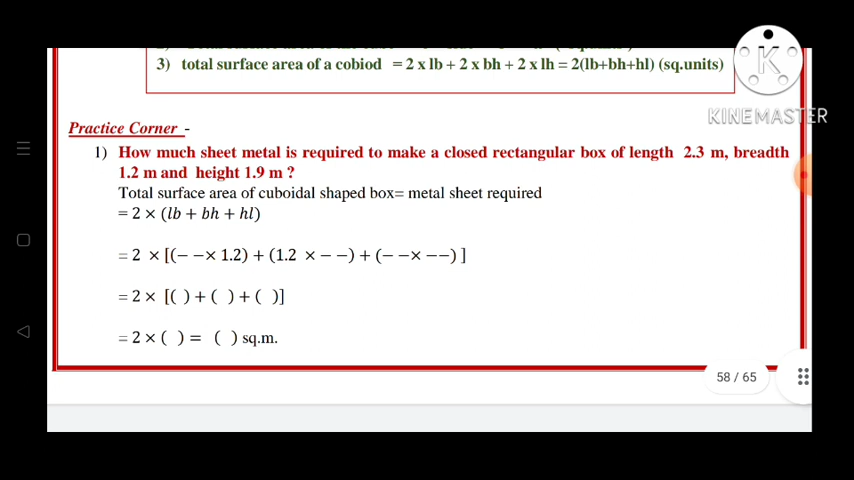 3) total surface area of a cobiod = 2 x lb + 2 x bh + 2 x lh = 2(lb+bh+hl) (sq.units)
K
KINEMASTER
Practice Corner -
1) How much sheet metal is required to make a closed rectangular box of length 2.3 m, breadth
1.2 m and height 1.9 m ?
Total surface area of cuboidal shaped box= metal sheet required
= 2 × (lb + bh + hl)
= 2 × [(− −× 1.2) + (1.2 × − −) + (− −× −−) ]
= 2 × [( ) + ( ) + ( )]
= 2 × ( ) = ( ) sq.m.
58 / 65